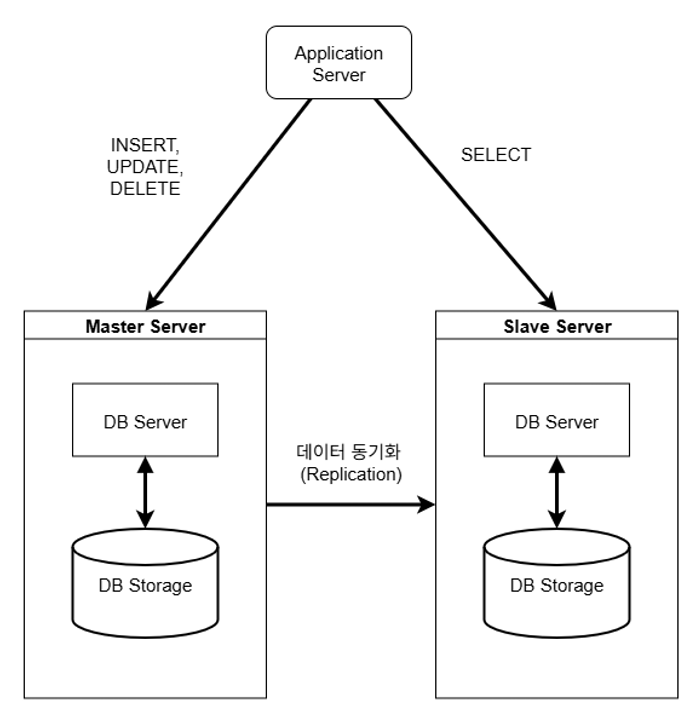 Application
Server
INSERT,
UPDATE,
DELETE
SELECT
Master Server
Slave Server
DB Server
DB Server
데이터 동기화
(Replication)
DB Storage
DB Storage